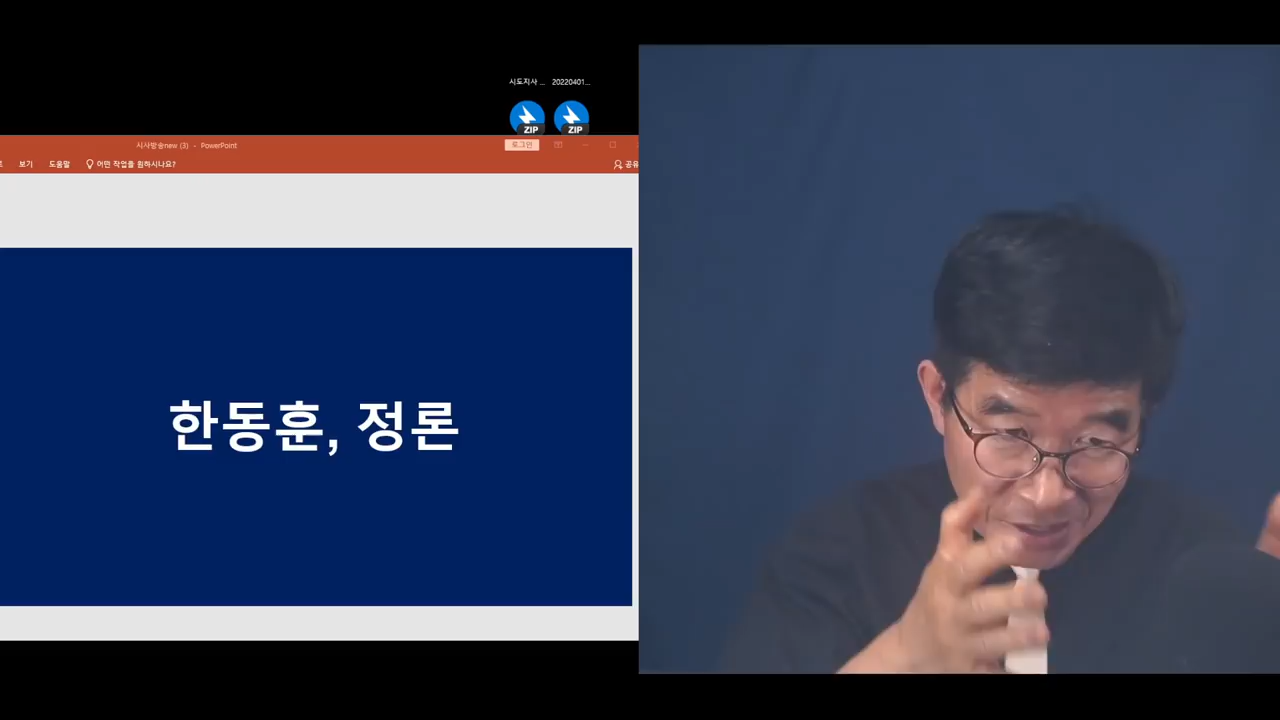 시도지사 ... 20220401...
ZIP ZIP
시사방송new (3) - PowerPoint 로그인
보기 도움말 어떤 작업을 원하시나요? 공유
한동훈, 정론